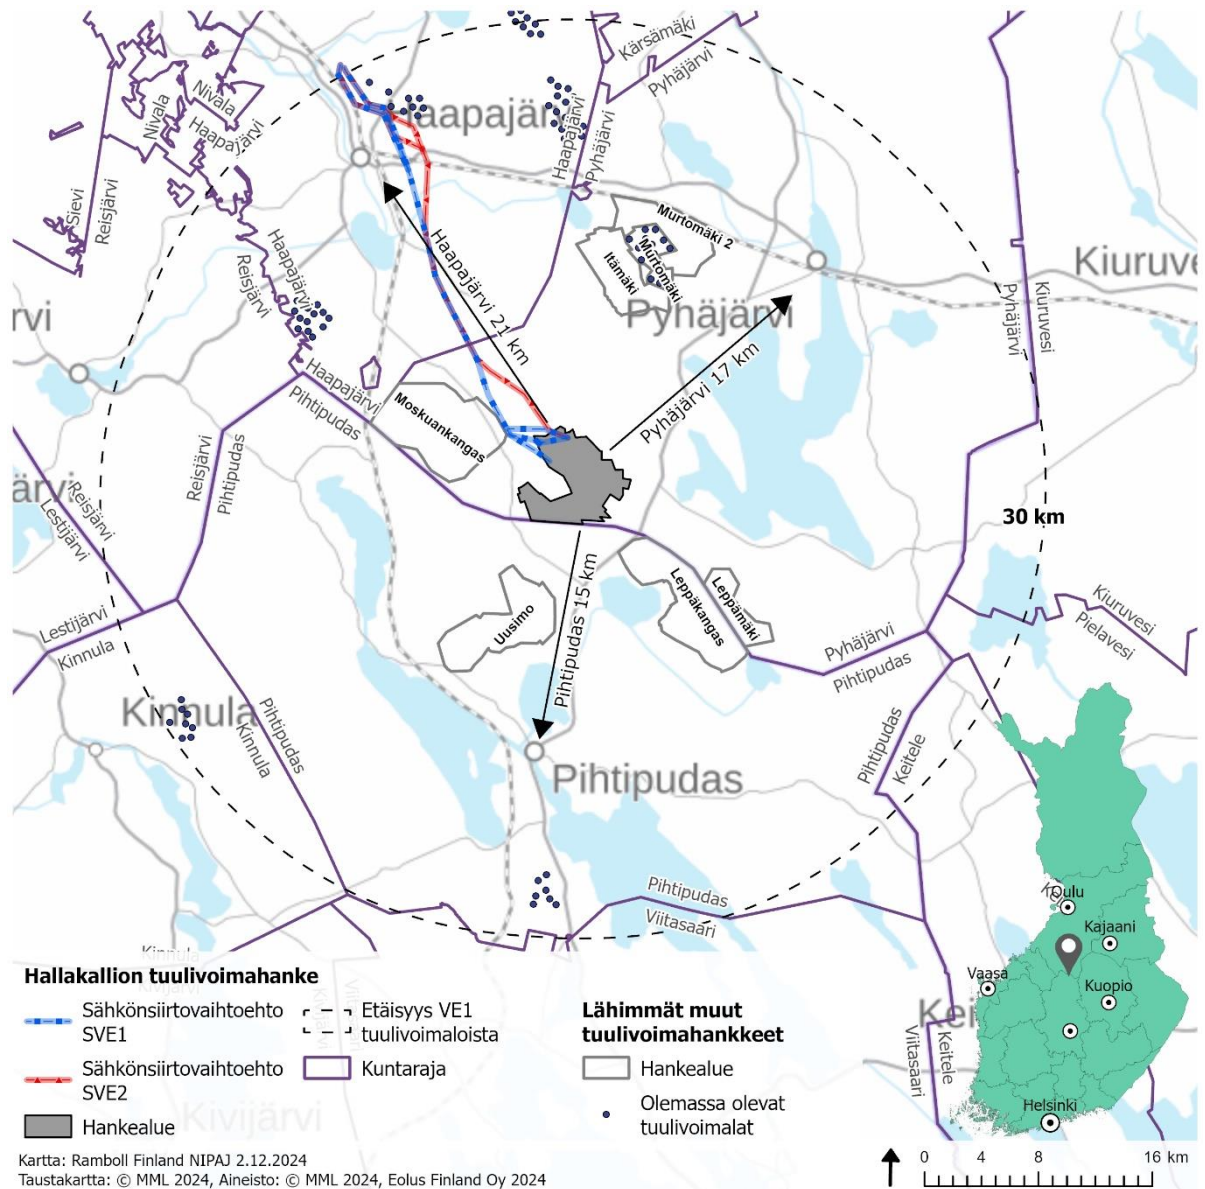 Kärsämäki
Pyhäjärvi
Nivala
Nivala
Haapajärvi
Haapajärvi
Haapajärvi
Pyhäjärvi
Sievi
Reisjärvi
Haapajärvi
Reisjärvi
Murtomäki 2
Murtomäki
Itämäki
Kiuruve
Pyhäjärvi
Kiuruvesi
Pyhäjärvi
Haapajärvi 21 km
Pyhäjärvi 17 km
rvi
Haapajärvi
Pihtipudas
Moskuankangas
Reisjärvi
Pihtipudas
ärvi
Reisjärvi
Lestijärvi
30 km
Pihtipudas 15 km
Uusimo
Leppäkangas
Leppämäki
Kiuruvesi
Pielavesi
Lestijärvi
Kinnula
Pyhäjärvi
Pihtipudas
Kinnula
Pihtipudas
Kinnula
Pihtipudas
Keitele
Pihtipudas
Pihtipudas
Viitasaari
Kinnula
Kivijärvi
Oulu
Kajaani
Vaasa
Kuopio
Helsinki
Kei
Viitasaari
Keitele
Kivijärvi
Hallakallion tuulivoimahanke
Sähkönsiirtovaihtoehto
SVE1
Sähkönsiirtovaihtoehto
SVE2
Hankealue
Etäisyys VE1
tuulivoimaloista
Kuntaraja
Lähimmät muut
tuulivoimahankkeet
Hankealue
Olemassa olevat
tuulivoimalat
Kartta: Ramboll Finland NIPAJ 2.12.2024
Taustakartta: © MML 2024, Aineisto: © MML 2024, Eolus Finland Oy 2024
0 4 8 16 km